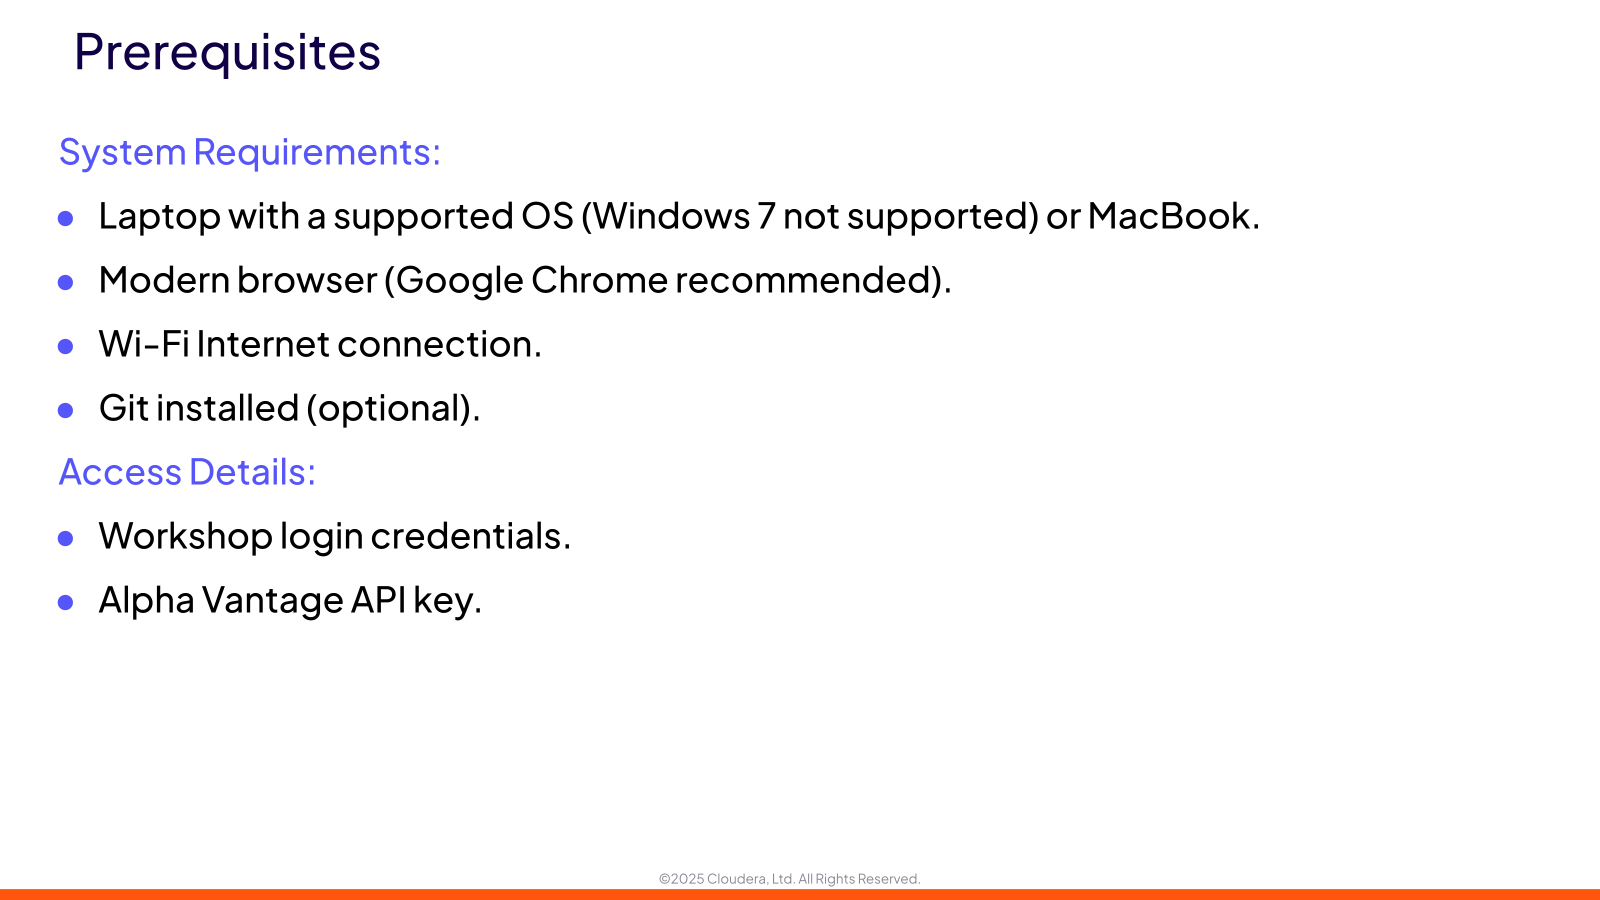 Prerequisites
System Requirements:
● Laptop with a supported OS (Windows 7 not supported) or MacBook.
● Modern browser (Google Chrome recommended).
● Wi-Fi Internet connection.
● Git installed (optional).
Access Details:
● Workshop login credentials.
● Alpha Vantage API key.
©2025 Cloudera, Ltd. All Rights Reserved.